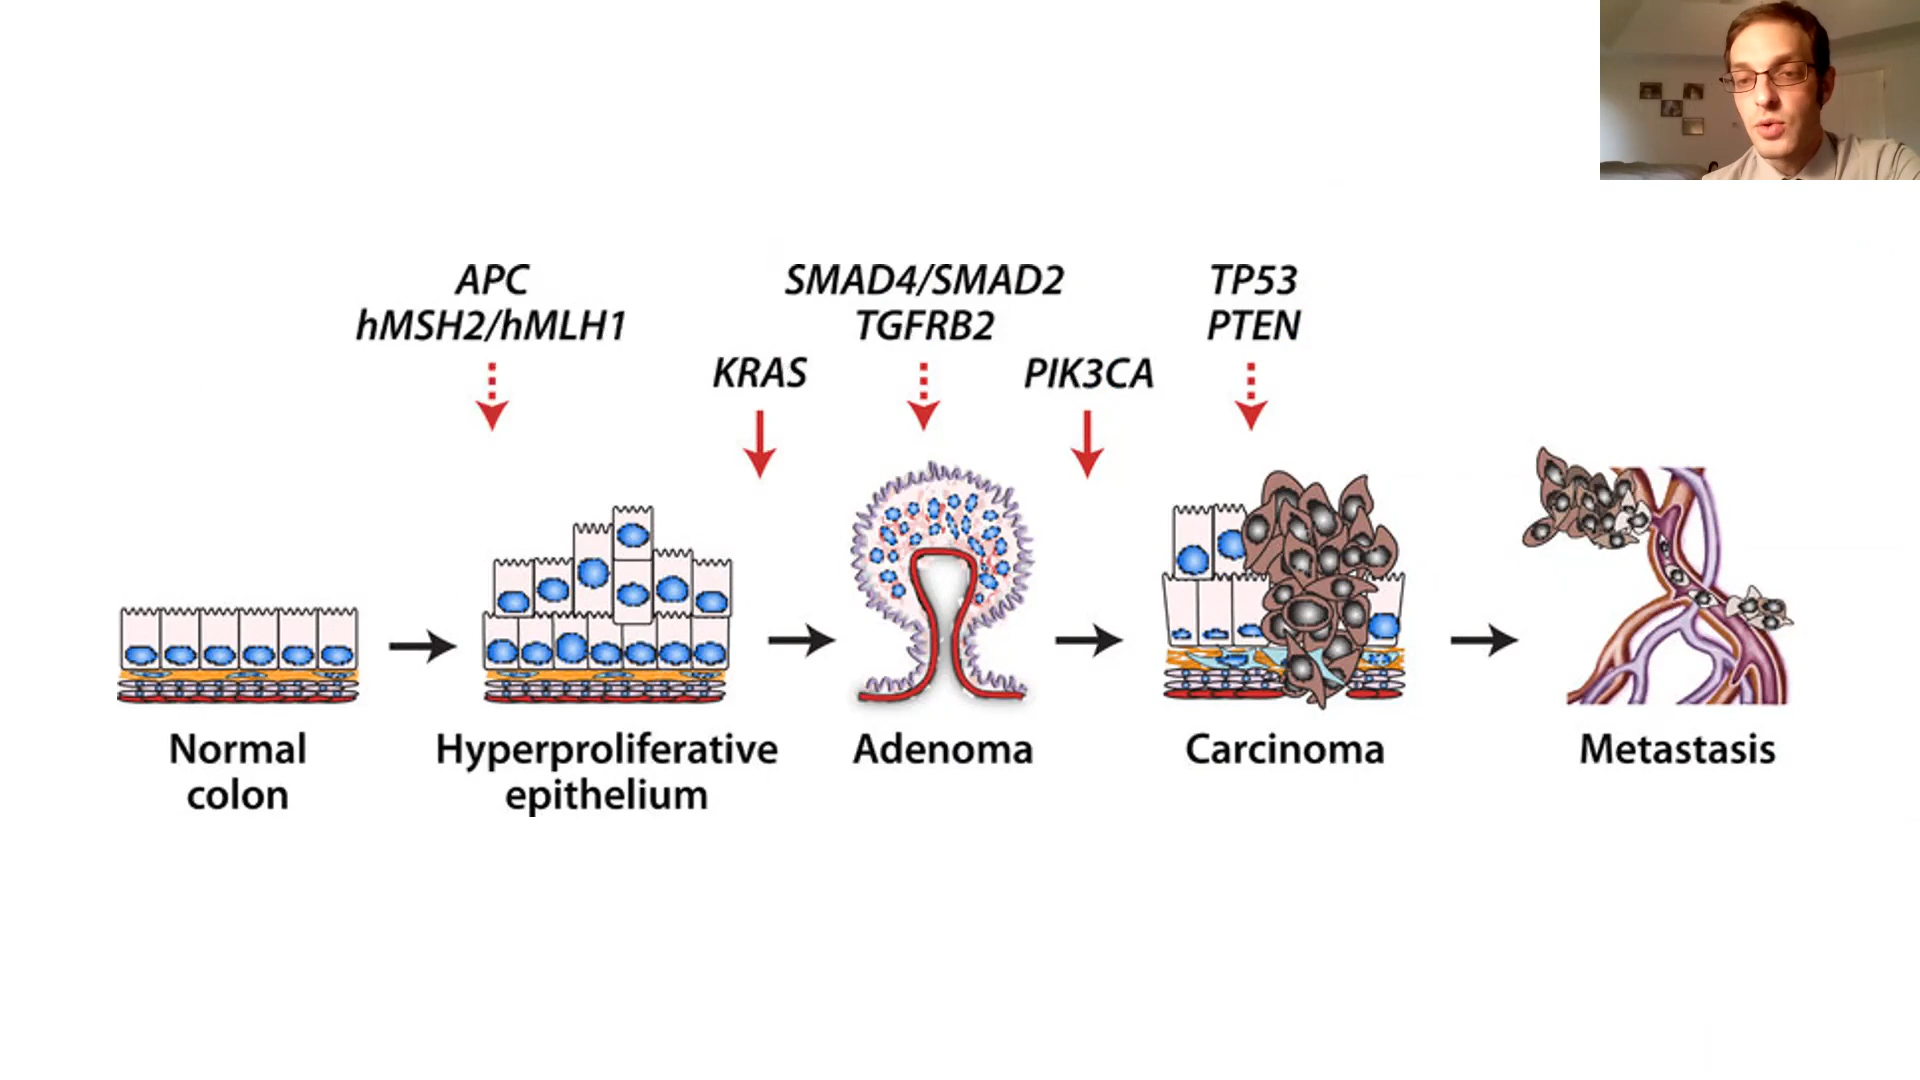 APC
hMSH2/hMLH1
KRAS
SMAD4/SMAD2
TGFRB2
PIK3CA
TP53
PTEN
Normal
colon
Hyperproliferative
epithelium
Adenoma
Carcinoma
Metastasis